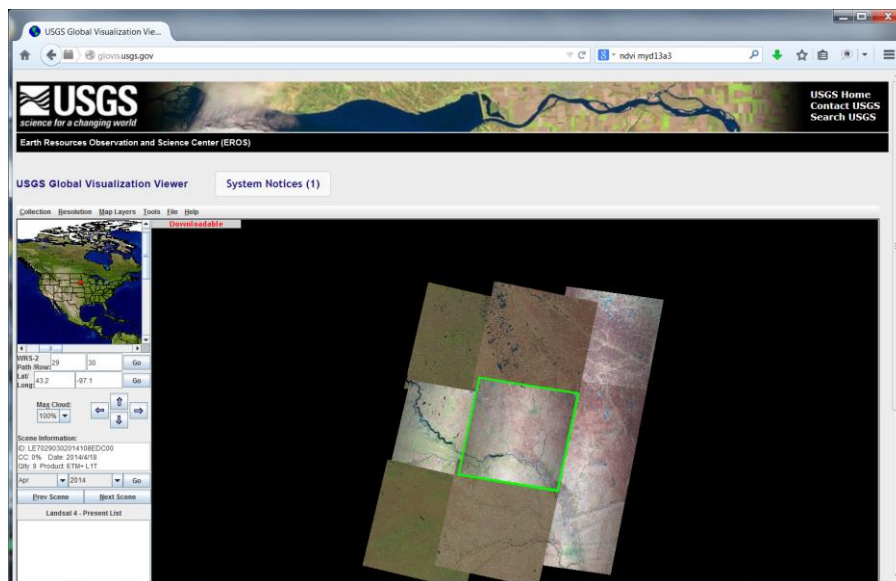 USGS Global Visualization Vie...
glovis.usgs.gov
ndvi myd13a3
USGS
science for a changing world
USGS Home
Contact USGS
Search USGS
Earth Resources Observation and Science Center (EROS)
USGS Global Visualization Viewer
System Notices (1)
Collection Resolution Map Layers Tools File Help
Downloadable
WRS-2
Path /Row: 29 30 Go
Lat/
Long: 43.2 -97.1 Go
Max Cloud:
100%
Scene Information:
ID: LE70290302014108EDC00
CC: 0% Date: 2014/4/18
Qlty: 9 Product: ETM+ L1T
Apr 2014 Go
Prev Scene Next Scene
Landsat 4 - Present List